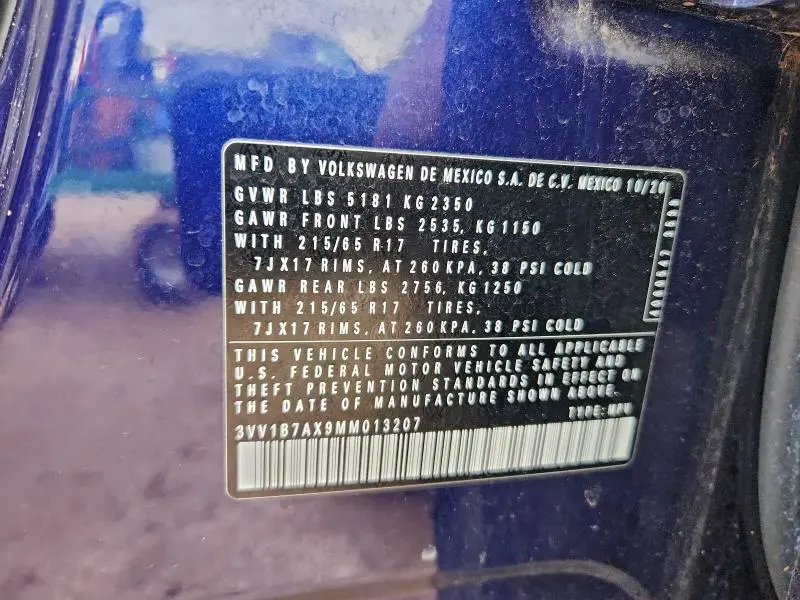 MFD. BY VOLKSWAGEN DE MEXICO S.A. DE C.V. MEXICO 10/20
GVWR LBS 5181 KG 2350
GAWR FRONT LBS 2535, KG 1150
WITH 215/65 R17 TIRES,
7JX17 RIMS, AT 260 KPA, 38 PSI COLD
GAWR REAR LBS 2756, KG 1250
WITH 215/65 R17 TIRES,
7JX17 RIMS, AT 260 KPA, 38 PSI COLD
THIS VEHICLE CONFORMS TO ALL APPLICABLE
U.S. FEDERAL MOTOR VEHICLE SAFETY AND
THEFT PREVENTION STANDARDS IN EFFECT ON
THE DATE OF MANUFACTURE SHOWN ABOVE.
3VV1B7AX9MM013207 TYPE: MPV